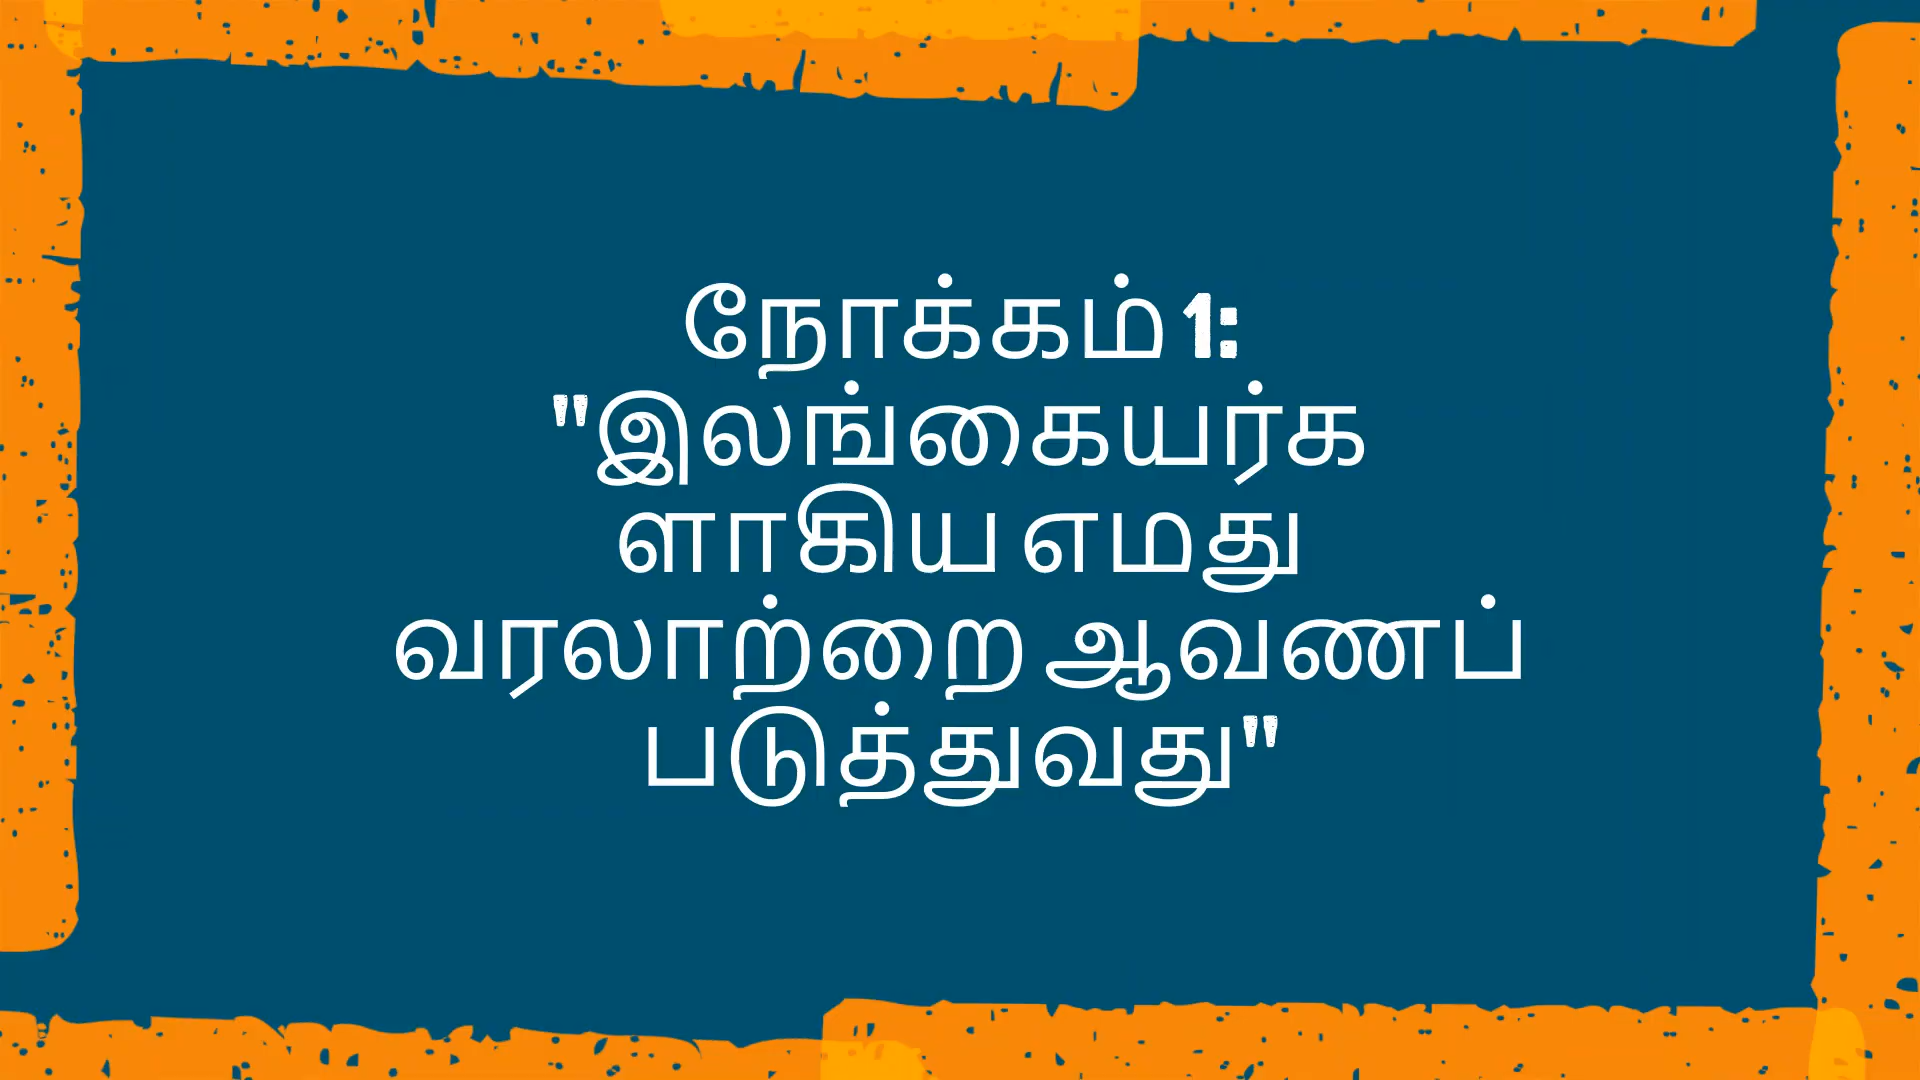 நோக்கம் 1:
"இலங்கையர்க
ளாகிய எமது
வரலாற்றை ஆவணப்
படுத்துவது"